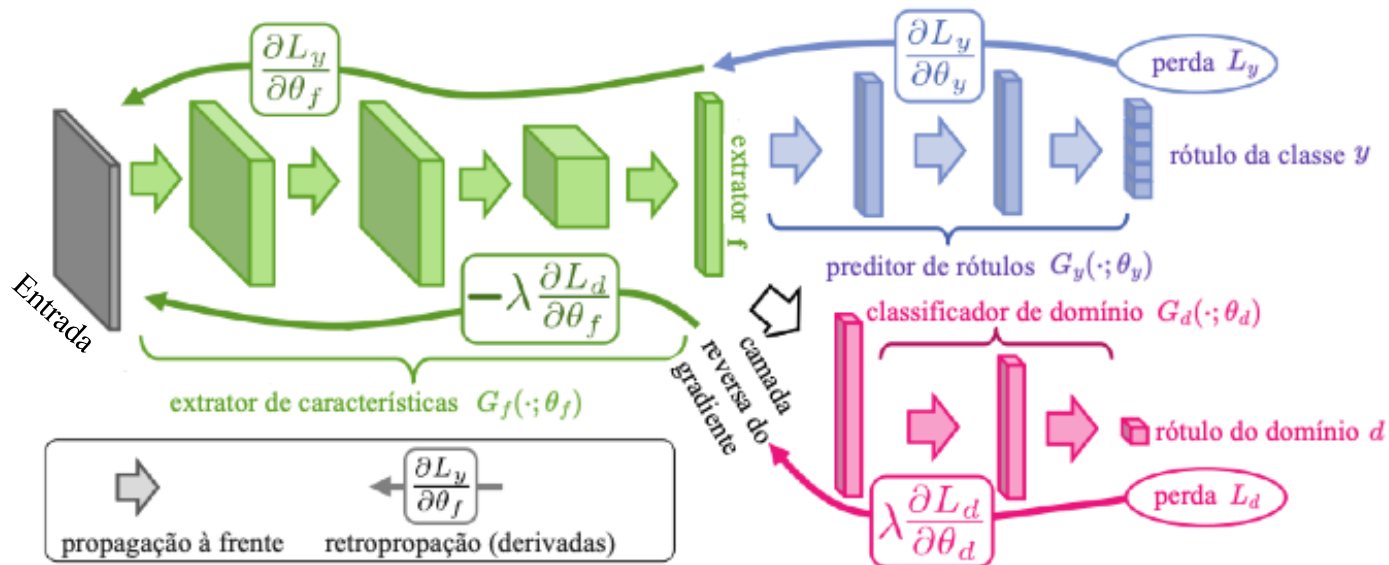 ∂L_y/∂θ_f
∂L_y/∂θ_y
perda L_y
Entrada
extrator f
rótulo da classe y
preditor de rótulos G_y(·;θ_y)
−λ ∂L_d/∂θ_f
extrator de característificas G_f(·;θ_f)
camada
reversa do
gradiente
classificador de domínio G_d(·;θ_d)
rótulo do domínio d
λ ∂L_d/∂θ_d
perda L_d
∂L_y/∂θ_f
propagação à frente
retropropação (derivadas)